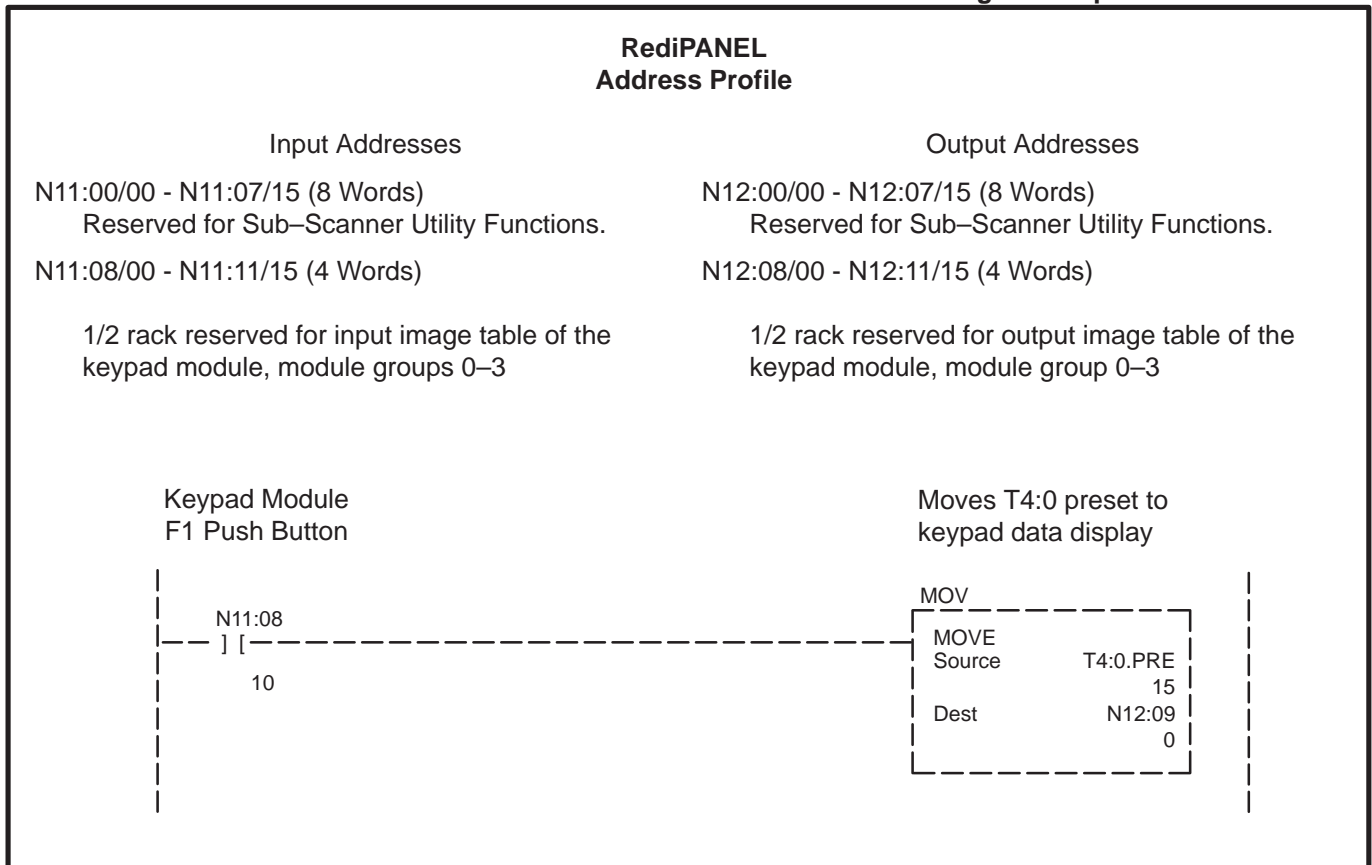 RediPANEL
Address Profile
Input Addresses
N11:00/00 - N11:07/15 (8 Words)
Reserved for Sub–Scanner Utility Functions.
N11:08/00 - N11:11/15 (4 Words)
1/2 rack reserved for input image table of the
keypad module, module groups 0–3
Output Addresses
N12:00/00 - N12:07/15 (8 Words)
Reserved for Sub–Scanner Utility Functions.
N12:08/00 - N12:11/15 (4 Words)
1/2 rack reserved for output image table of the
keypad module, module group 0–3
Keypad Module
F1 Push Button
N11:08
] [
10
Moves T4:0 preset to
keypad data display
MOV
MOVE
Source T4:0.PRE
15
Dest N12:09
0